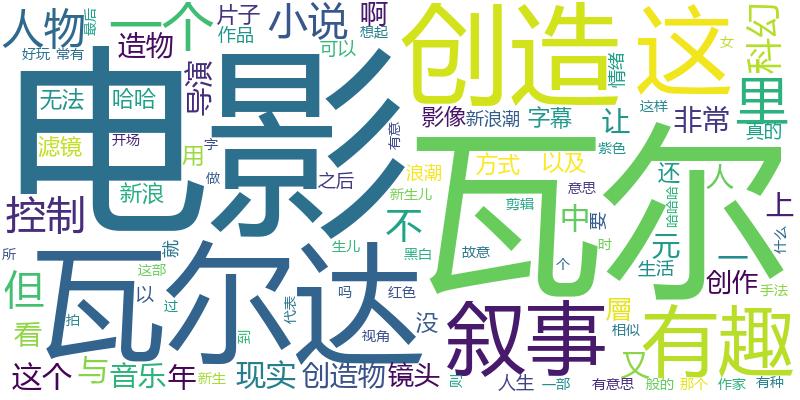 人物
一个
片子
作品
小说
啊
想起
最后
好玩
常有
造物
导演
可以
创造
这
女
科幻
情绪
电影
无法
哈哈
滤镜
开场
字
用
做
新浪
之后
有意
影像
新浪潮
字幕
让
非常
里
真的
这样
紫色
浪潮
方式
以及
瓦尔
还
人
哈哈哈
新生儿
意思
剪辑
控制
不
中
要
时
元
生活
一
上
什么
创作
手法
所
但
瓦尔达
这部
就
以
过
生儿
黑白
故意
个
看
拍
到
代表
吗
红色
视角
没
叙事
層
相似
又
有趣
这个
与
音乐
年
新生
现实
创造物
镜头
剧
人生
一部
有意思
般的
那个
作家
有种